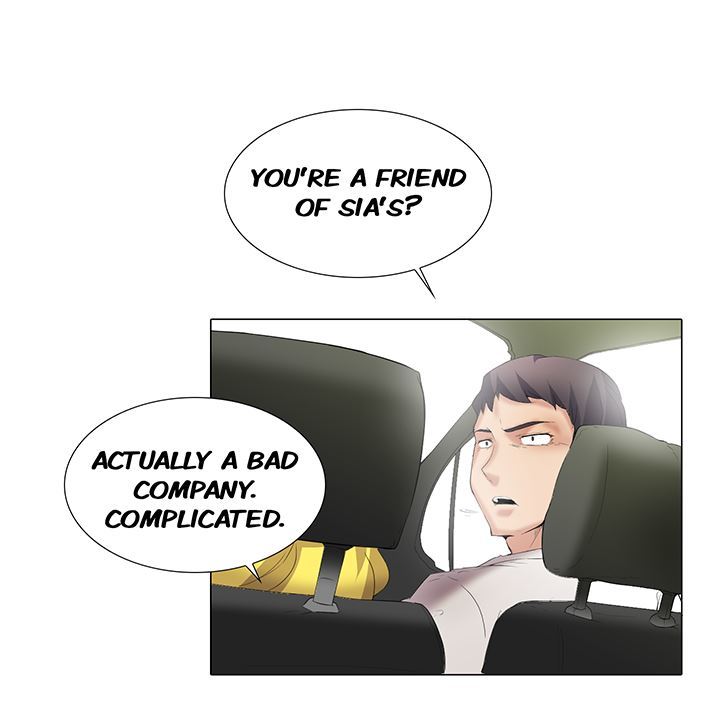 YOU'RE A FRIEND
OF SIA'S?
ACTUALLY A BAD
COMPANY.
COMPLICATED.